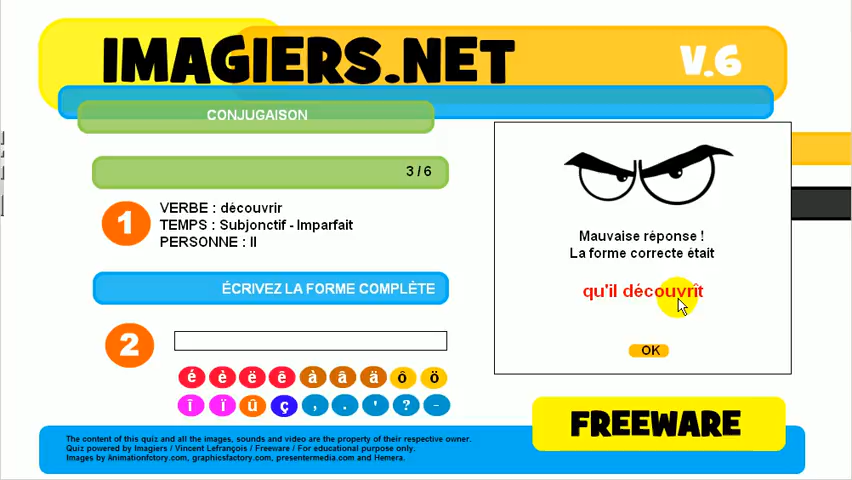 IMAGIERS.NET
V.6
CONJUGAISON
3 / 6
1
VERBE : découvrir
TEMPS : Subjonctif - Imparfait
PERSONNE : Il
ÉCRIVEZ LA FORME COMPLÈTE
2
é è ë ê à â ä ô ö
î ï û ç , . ' ? -
Mauvaise réponse !
La forme correcte était
qu'il découvrît
OK
FREEWARE
The content of this quiz and all the images, sounds and video are the property of their respective owner.
Quiz powered by Imagiers / Vincent Lefrançois / Freeware / For educational purpose only.
Images by Animationfctory.com, graphicsfactory.com, presentermedia.com and Hemera.